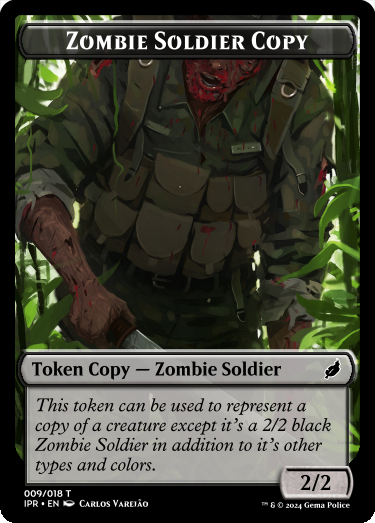 Zombie Soldier Copy
Token Copy — Zombie Soldier
This token can be used to represent a
copy of a creature except it's a 2/2 black
Zombie Soldier in addition to it's other
types and colors.
2/2
009/018 T
IPR • EN Carlos Varejão
™ & © 2024 Gema Police